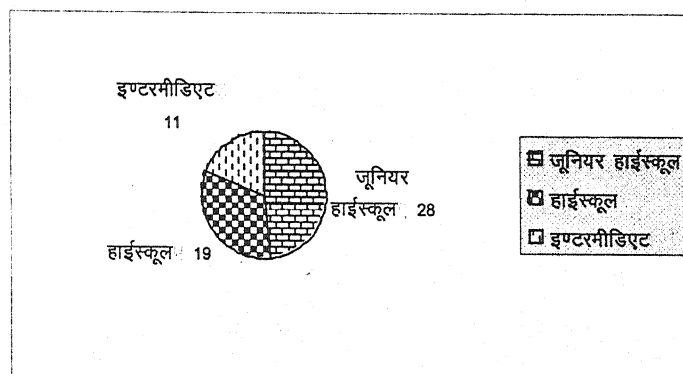 इण्टरमीडिएट
11
जूनियर
हाईस्कूल 28
हाईस्कूल 19
जूनियर हाईस्कूल
हाईस्कूल
इण्टरमीडिएट